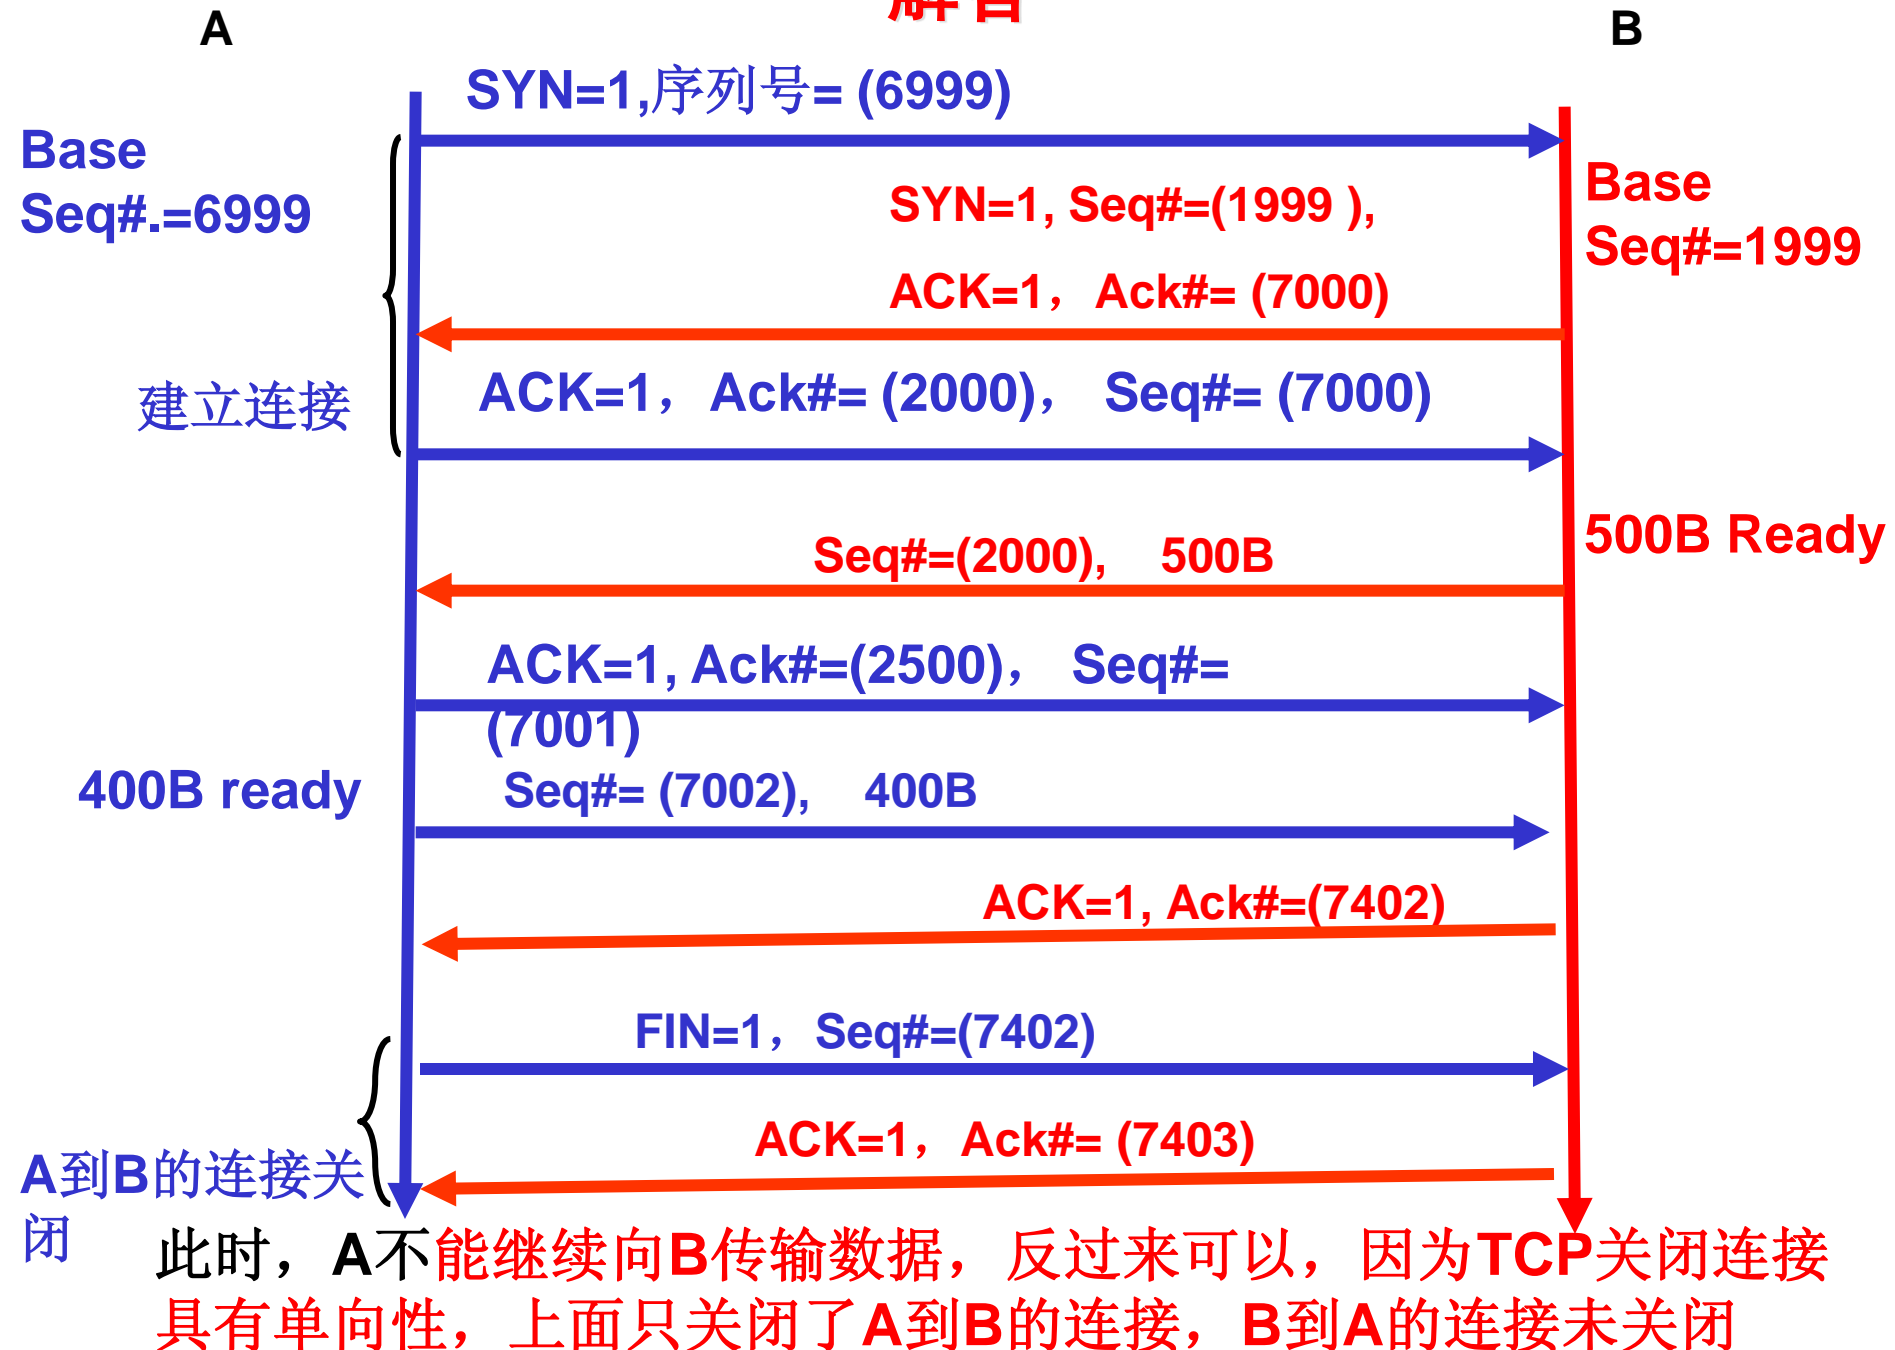 A
B
SYN=1,序列号= (6999)
Base
Seq#.=6999
SYN=1, Seq#=(1999 ),
Base
Seq#=1999
ACK=1，Ack#= (7000)
建立连接
ACK=1，Ack#= (2000)， Seq#= (7000)
500B Ready
Seq#=(2000), 500B
ACK=1, Ack#=(2500)， Seq#=
(7001)
400B ready
Seq#= (7002), 400B
ACK=1, Ack#=(7402)
FIN=1，Seq#=(7402)
ACK=1，Ack#= (7403)
A到B的连接关
闭
此时，A不能继续向B传输数据，反过来可以，因为TCP关闭连接
具有单向性，上面只关闭了A到B的连接，B到A的连接未关闭